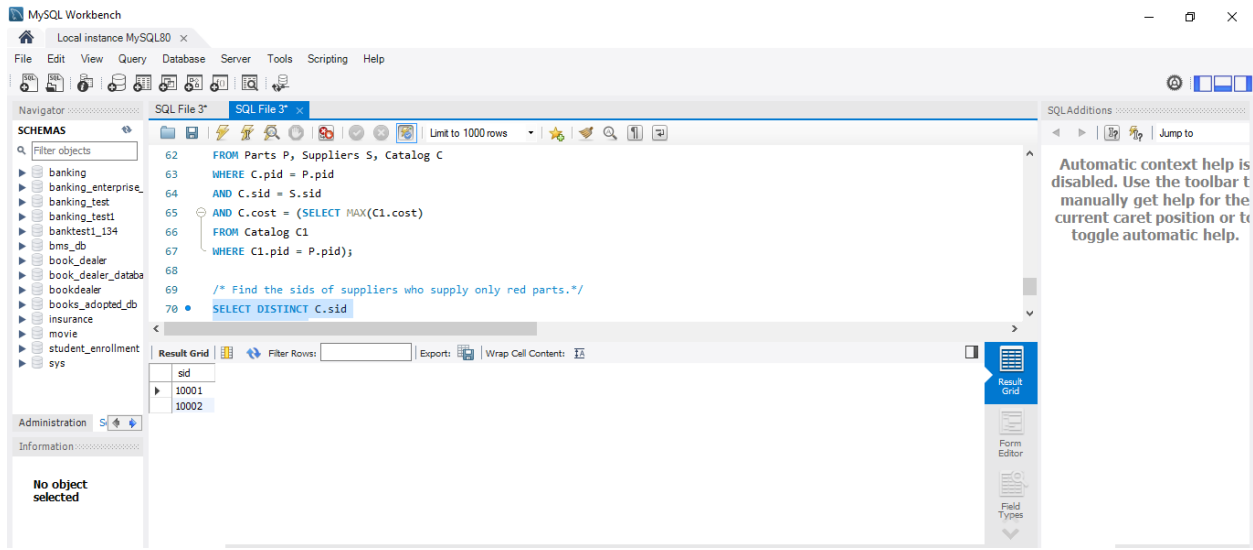 MySQL Workbench
Local instance MySQL80 ×
File Edit View Query Database Server Tools Scripting Help
Navigator
SQL File 3*
SQL File 3* ×
SQLAdditions
SCHEMAS
Limit to 1000 rows
Jump to
Filter objects
banking
banking_enterprise_
banking_test
banking_test1
banktest1_134
bms_db
book_dealer
book_dealer_databa
bookdealer
books_adopted_db
insurance
movie
student_enrollment
sys
62 FROM Parts P, Suppliers S, Catalog C
63 WHERE C.pid = P.pid
64 AND C.sid = S.sid
65 AND C.cost = (SELECT MAX(C1.cost)
66 FROM Catalog C1
67 WHERE C1.pid = P.pid);
68
69 /* Find the sids of suppliers who supply only red parts.*/
70 SELECT DISTINCT C.sid
Automatic context help is
disabled. Use the toolbar t
manually get help for the
current caret position or to
toggle automatic help.
Result Grid Filter Rows: Export: Wrap Cell Content:
sid
10001
10002
Result
Grid
Form
Editor
Field
Types
Administration S
Information
No object
selected